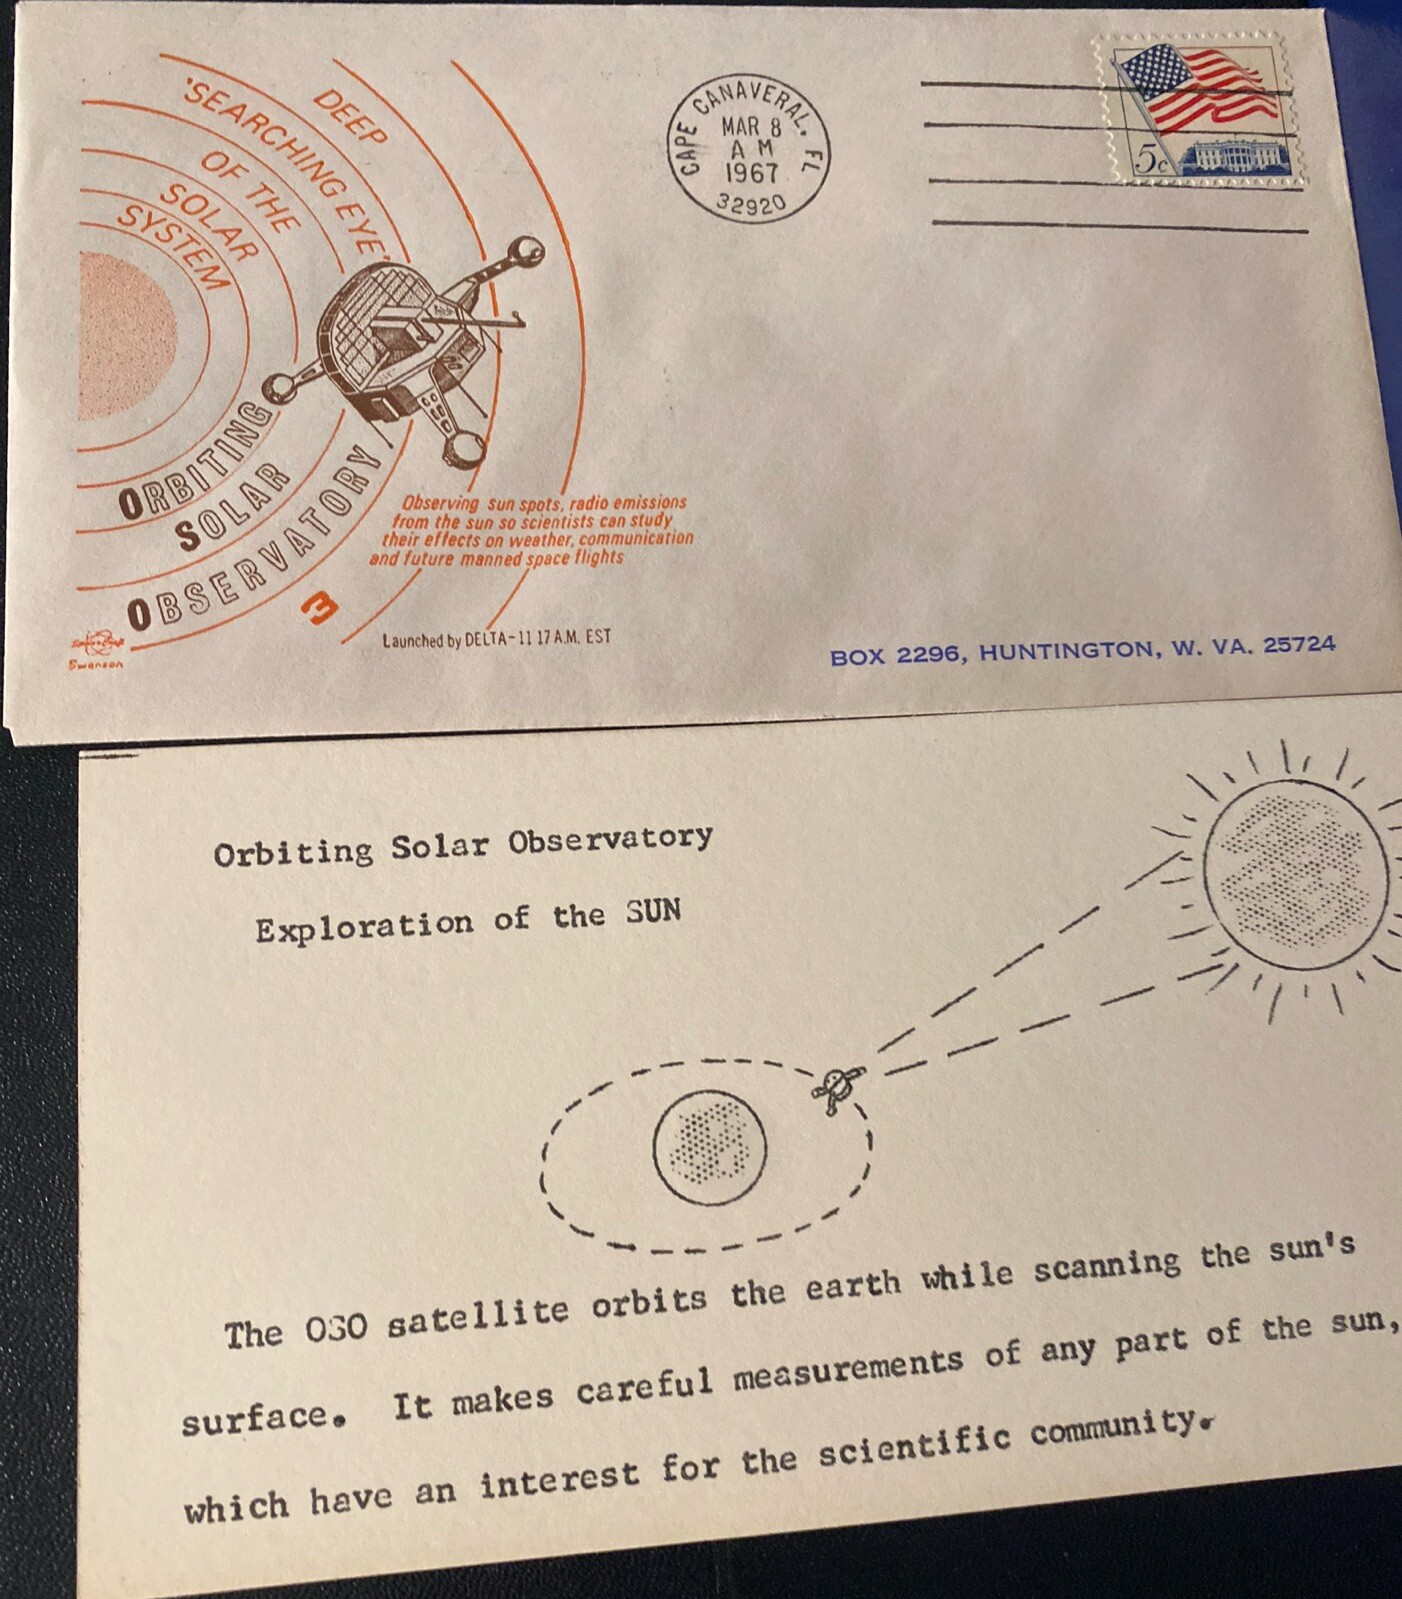 DEEP
'SEARCHING EYE'
OF THE
SOLAR
SYSTEM
ORBITING
SOLAR
OBSERVATORY
3
Observing sun spots, radio emissions
from the sun so scientists can study
their effects on weather, communication
and future manned space flights
Launched by DELTA-11 17 A.M. EST
Swanson
CAPE CANAVERAL, FL
MAR 8
A M
1967
32920
5c
BOX 2296, HUNTINGTON, W. VA. 25724
Orbiting Solar Observatory
Exploration of the SUN
The OSO satellite orbits the earth while scanning the sun's
surface. It makes careful measurements of any part of the sun,
which have an interest for the scientific community.